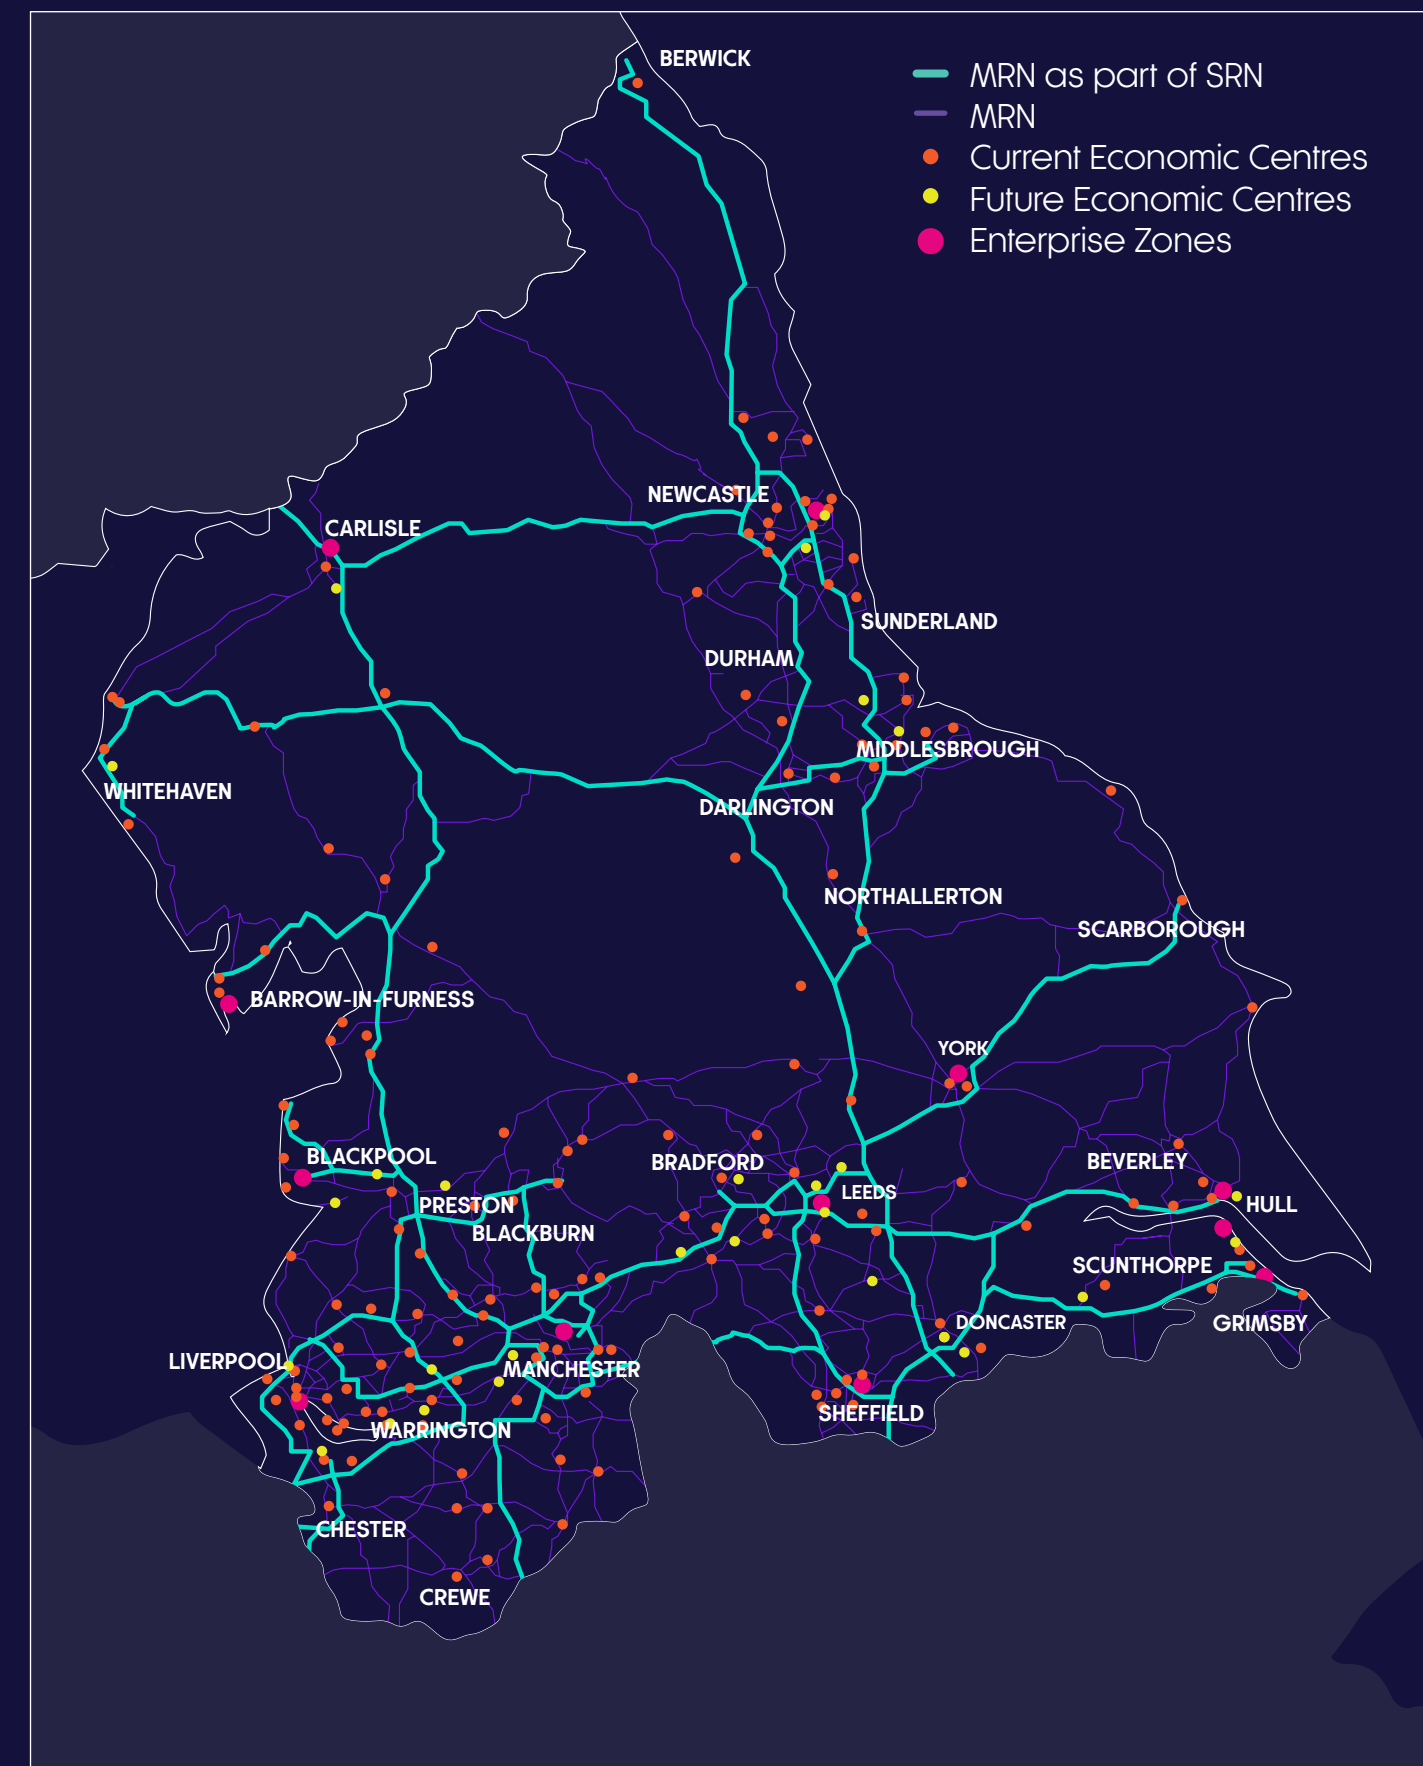 BERWICK
MRN as part of SRN
MRN
Current Economic Centres
Future Economic Centres
Enterprise Zones
NEWCASTLE
CARLISLE
SUNDERLAND
DURHAM
MIDDLESBROUGH
WHITEHAVEN
DARLINGTON
NORTHALLERTON
SCARBOROUGH
BARROW-IN-FURNESS
YORK
BLACKPOOL
BRADFORD
BEVERLEY
LEEDS
PRESTON
HULL
BLACKBURN
SCUNTHORPE
DONCASTER
GRIMSBY
LIVERPOOL
MANCHESTER
SHEFFIELD
WARRINGTON
CHESTER
CREWE